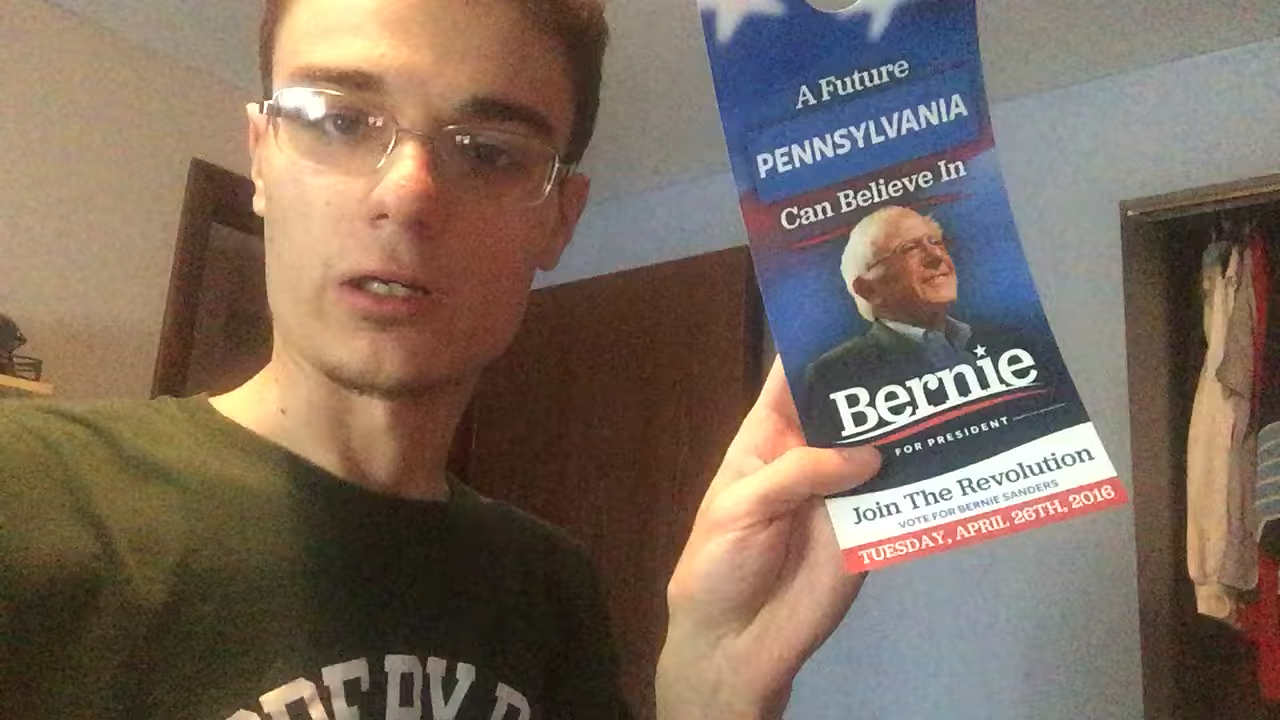 A Future
PENNSYLVANIA
Can Believe In
Bernie
FOR PRESIDENT
Join The Revolution
VOTE FOR BERNIE SANDERS
TUESDAY, APRIL 26TH, 2016